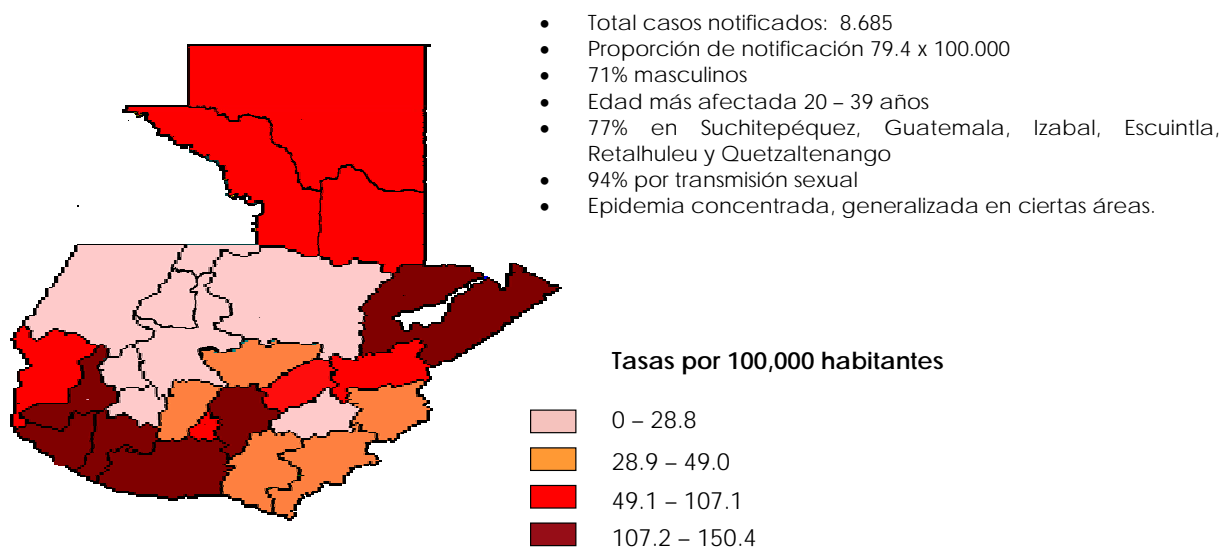 • Total casos notificados: 8.685
• Proporción de notificación 79.4 x 100.000
• 71% masculinos
• Edad más afectada 20 – 39 años
• 77% en Suchitepéquez, Guatemala, Izabal, Escuintla,
Retalhuleu y Quetzaltenango
• 94% por transmisión sexual
• Epidemia concentrada, generalizada en ciertas áreas.
Tasas por 100,000 habitantes
0 – 28.8
28.9 – 49.0
49.1 – 107.1
107.2 – 150.4